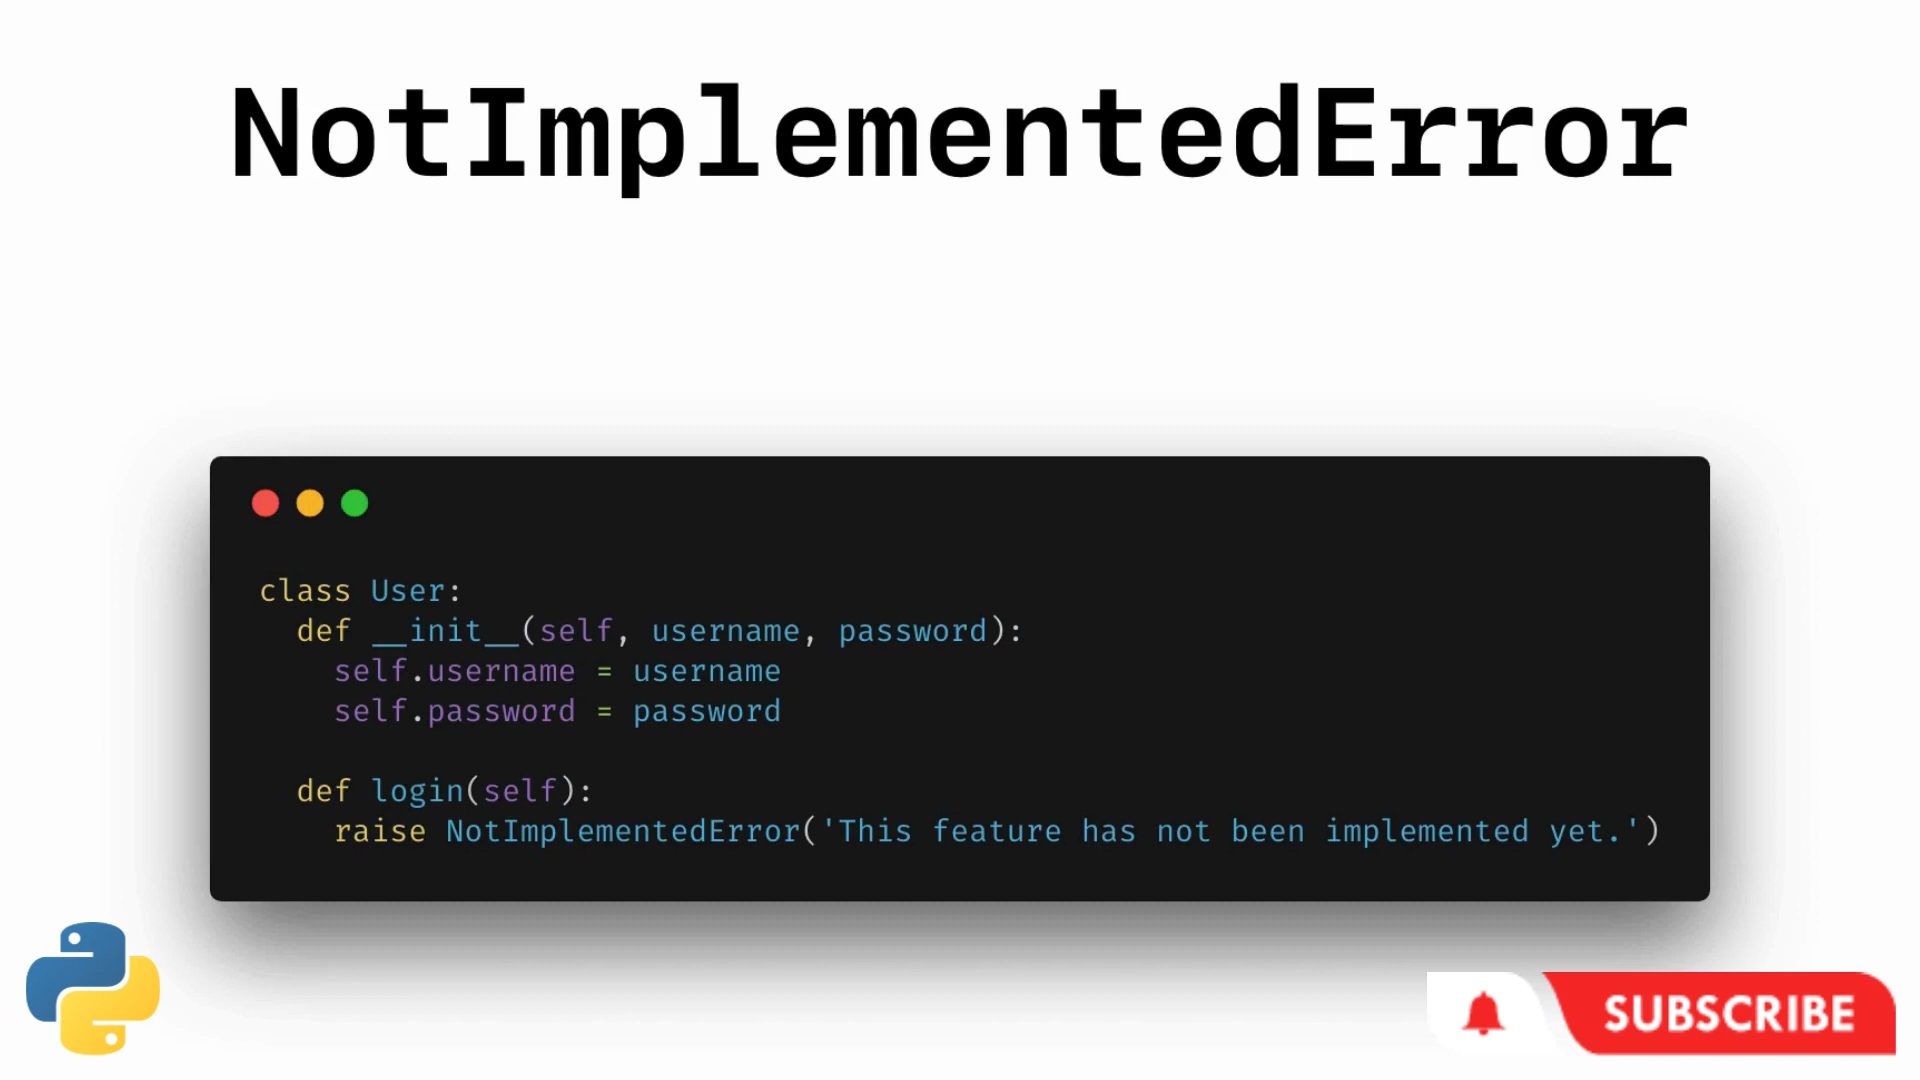 NotImplementedError
class User:
  def __init__(self, username, password):
    self.username = username
    self.password = password
  def login(self):
    raise NotImplementedError('This feature has not been implemented yet.')
SUBSCRIBE